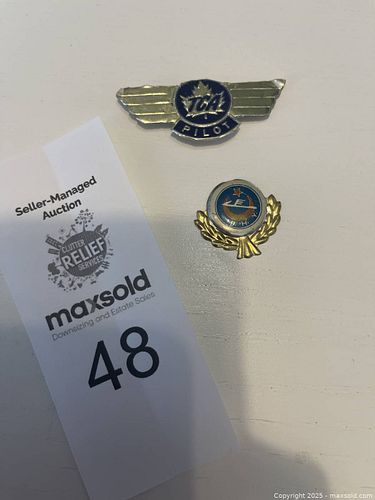 TCA
PILOT
Seller-Managed
Auction
CLUTTER
RELIEF
SERVICES
maxsold
Downsizing and Estate Sales
48
Copyright © 2025 - maxsold.com